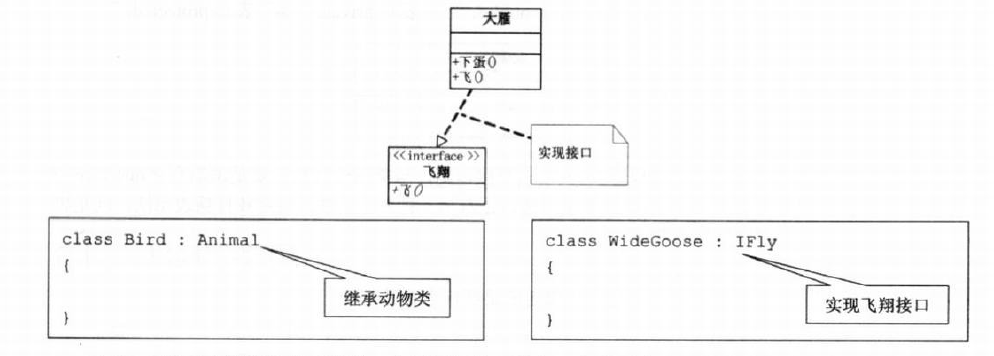 大雁
+下蛋()
+飞()
实现接口
<<interface>>
飞翔
+飞()
class Bird : Animal
{
继承动物类
}
class WideGoose : IFly
{
实现飞翔接口
}